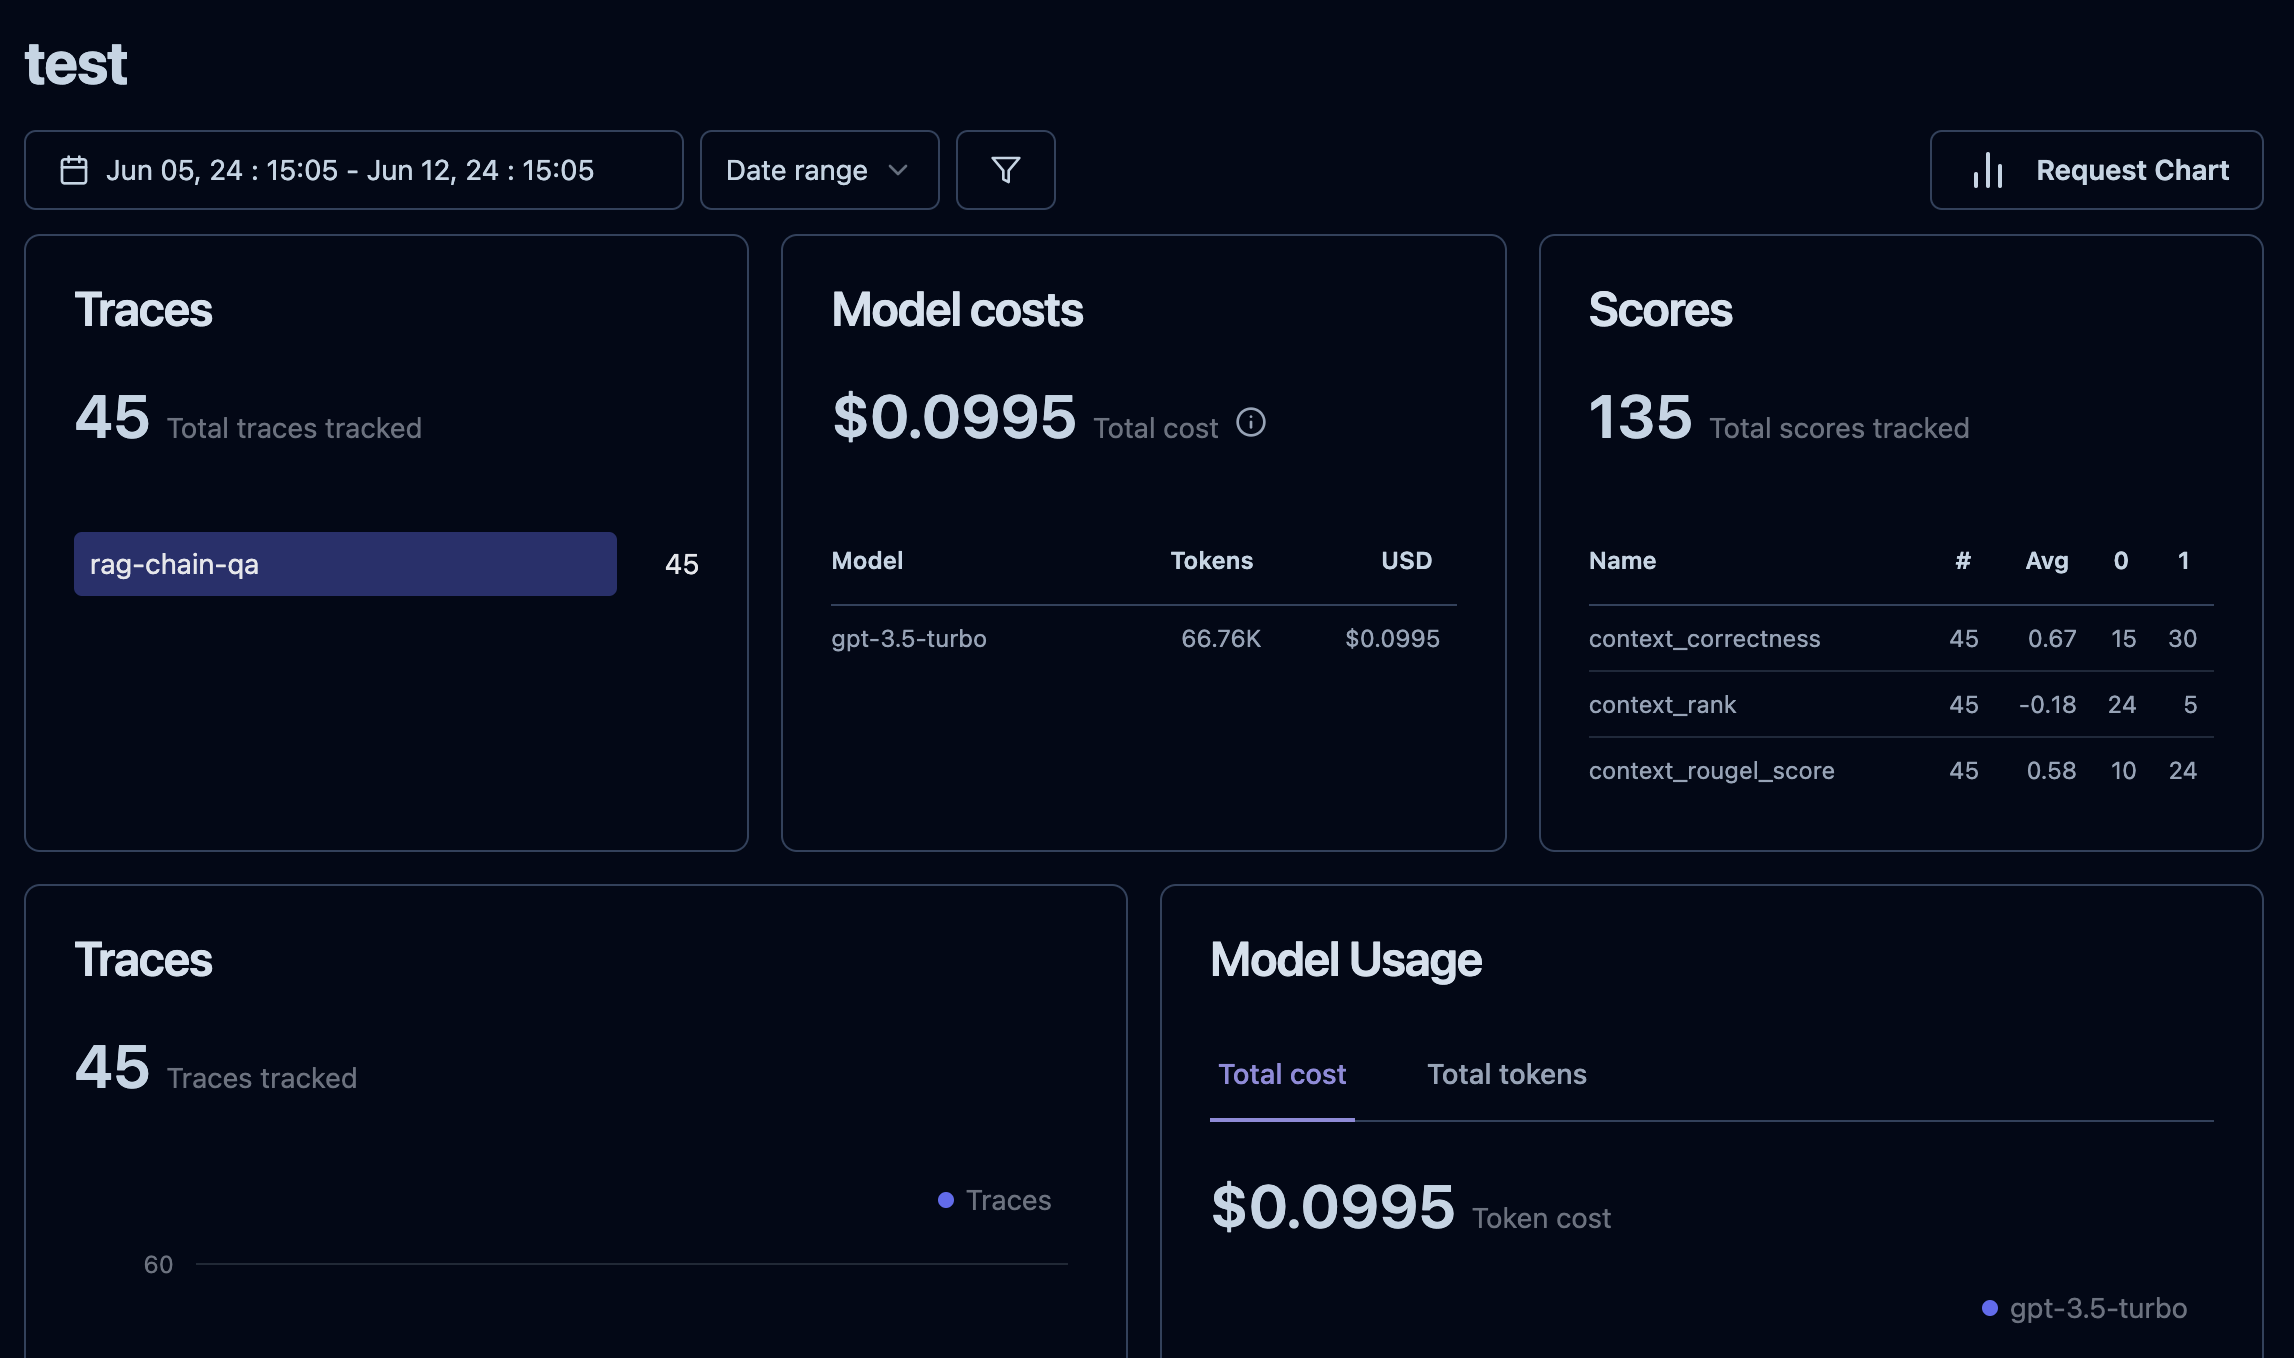 test
Jun 05, 24 : 15:05 - Jun 12, 24 : 15:05
Date range
Request Chart
Traces
45 Total traces tracked
rag-chain-qa 45
Model costs
$0.0995 Total cost
Model Tokens USD
gpt-3.5-turbo 66.76K $0.0995
Scores
135 Total scores tracked
Name # Avg 0 1
context_correctness 45 0.67 15 30
context_rank 45 -0.18 24 5
context_rougel_score 45 0.58 10 24
Traces
45 Traces tracked
Traces
60
Model Usage
Total cost Total tokens
$0.0995 Token cost
gpt-3.5-turbo